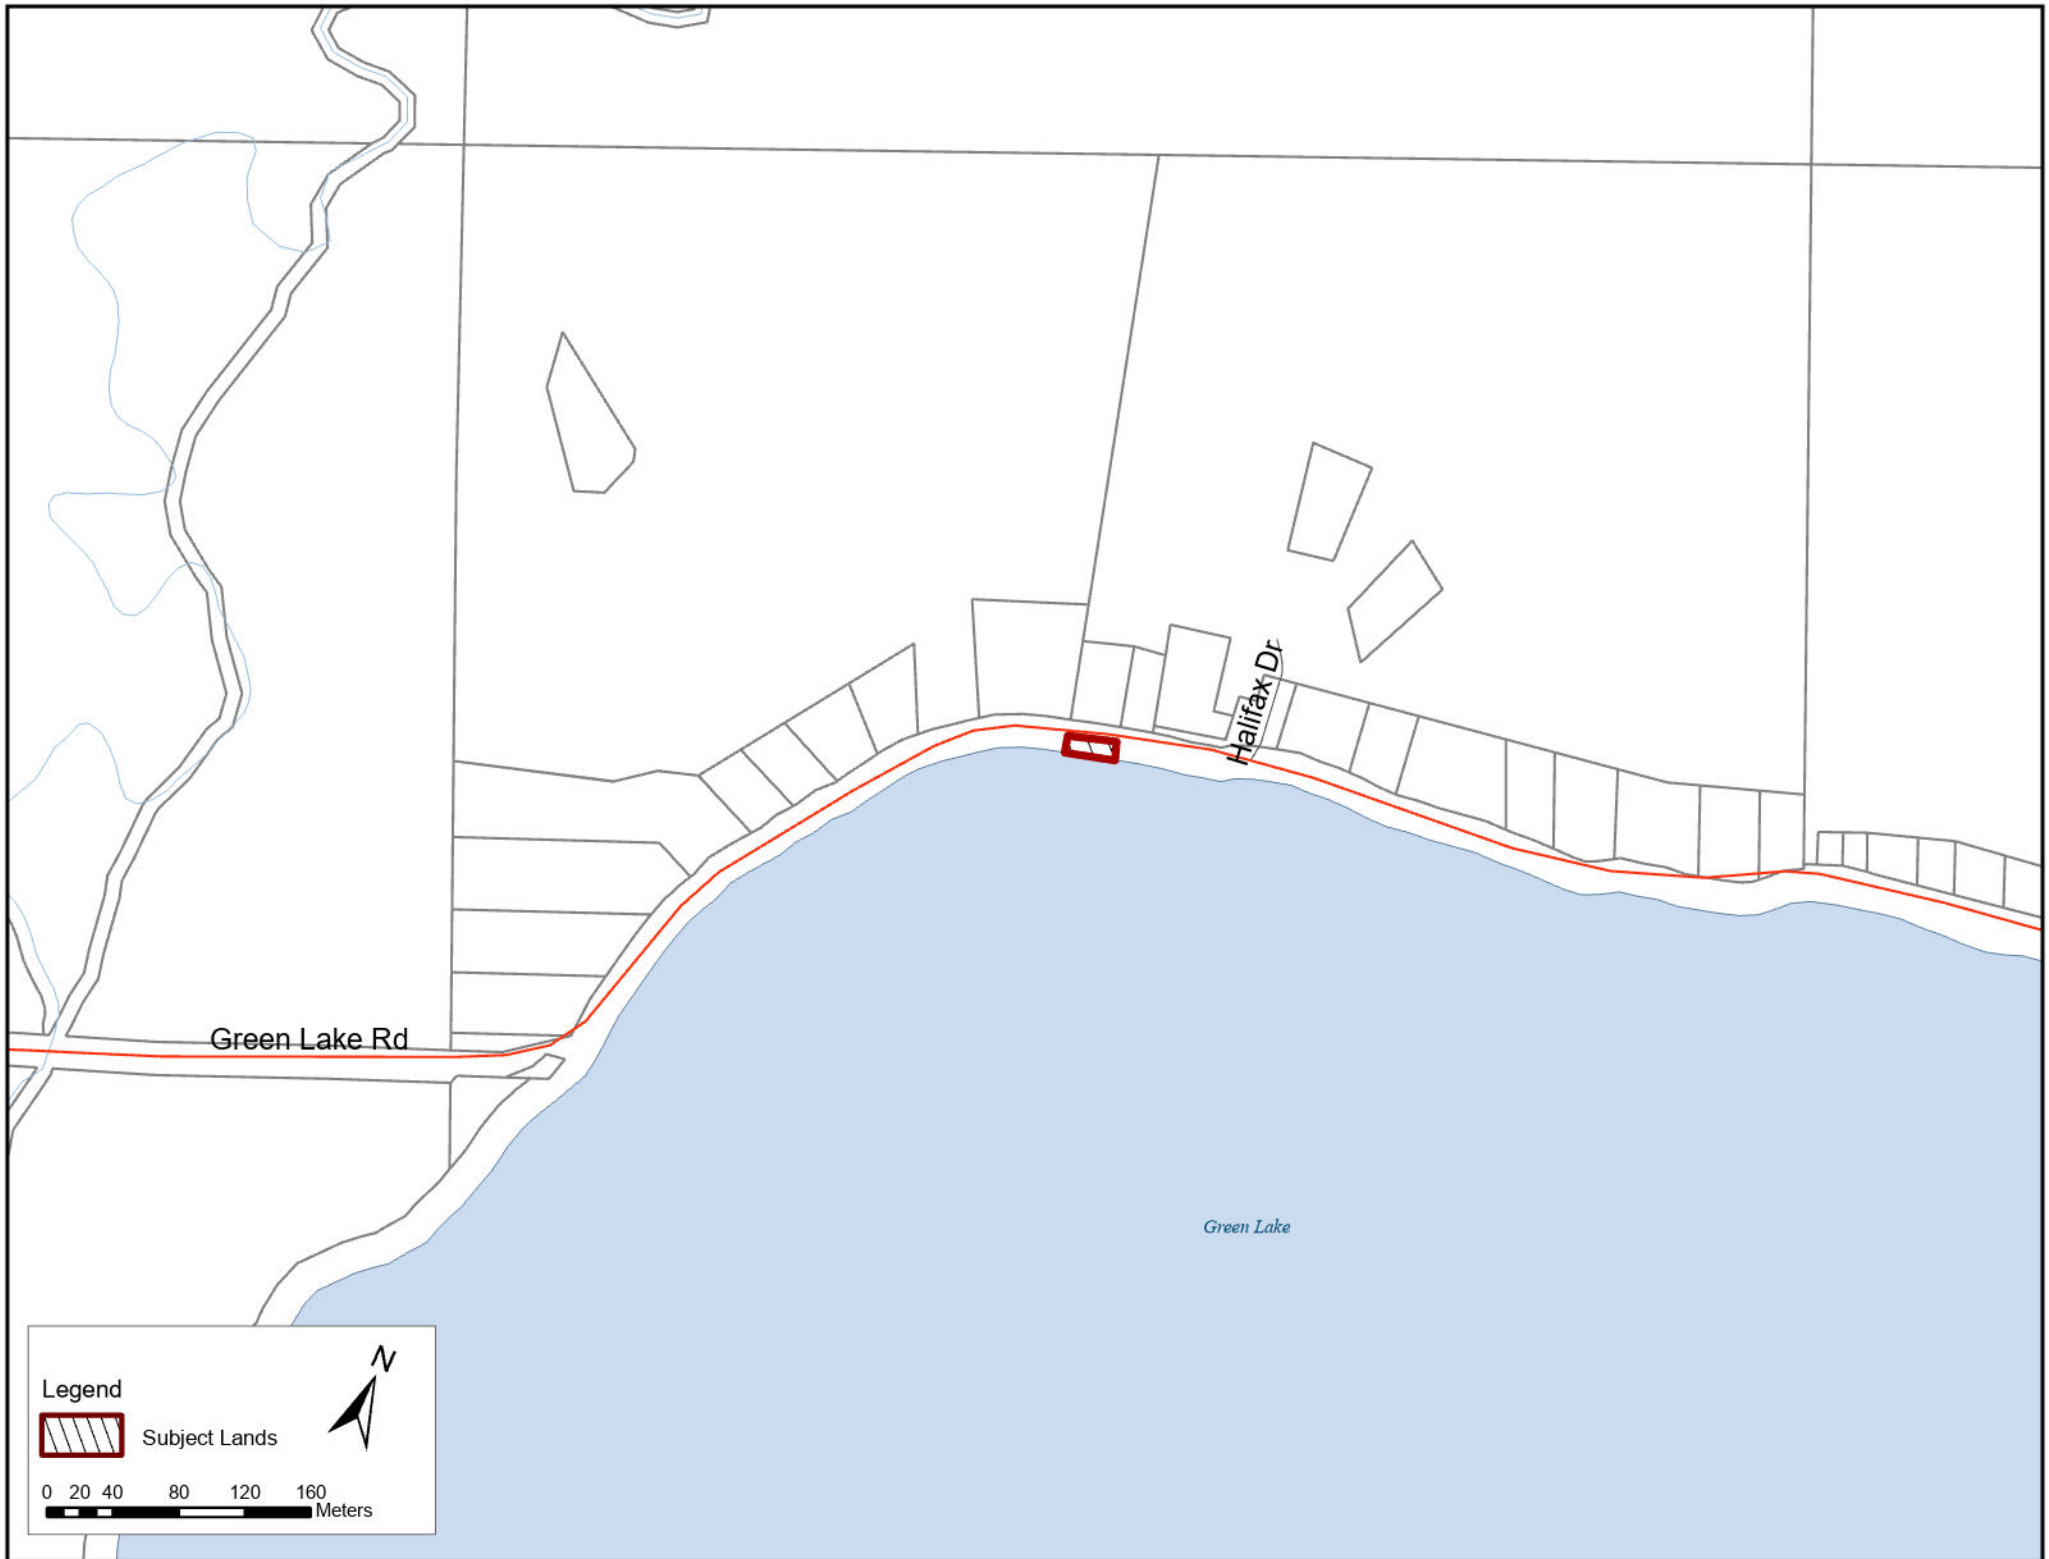 Halifax Dr
Green Lake Rd
Green Lake
N
Legend
Subject Lands
0 20 40 80 120 160
Meters